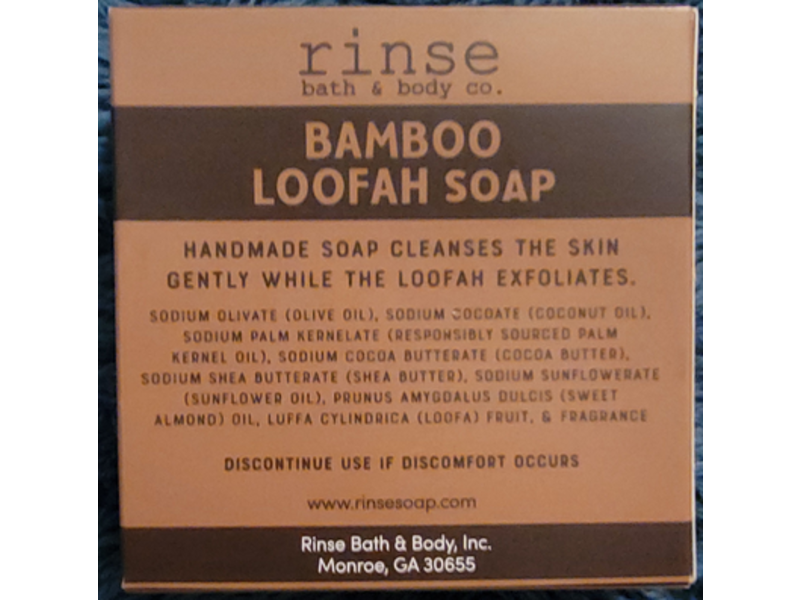 rinse
bath & body co.
BAMBOO
LOOFAH SOAP
HANDMADE SOAP CLEANSES THE SKIN
GENTLY WHILE THE LOOFAH EXFOLIATES.
SODIUM OLIVATE (OLIVE OIL), SODIUM COCOATE (COCONUT OIL),
SODIUM PALM KERNELATE (RESPONSIBLY SOURCED PALM
KERNEL OIL), SODIUM COCOA BUTTERATE (COCOA BUTTER),
SODIUM SHEA BUTTERATE (SHEA BUTTER), SODIUM SUNFLOWERATE
(SUNFLOWER OIL), PRUNUS AMYGDALUS DULCIS (SWEET
ALMOND) OIL, LUFFA CYLINDRICA (LOOFA) FRUIT, & FRAGRANCE
DISCONTINUE USE IF DISCOMFORT OCCURS
www.rinsesoap.com
Rinse Bath & Body, Inc.
Monroe, GA 30655